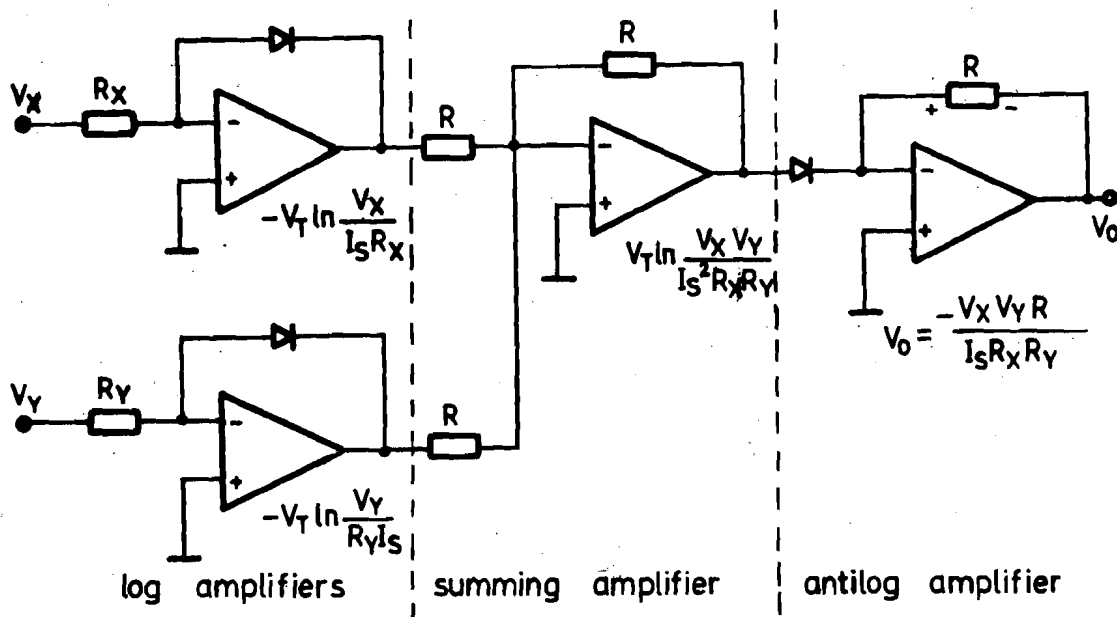 V_X
R_X
-
+
-V_T ln V_X / I_S R_X
V_Y
R_Y
-
+
-V_T ln V_Y / R_Y I_S
log amplifiers
R
R
R
-
+
V_T ln V_X V_Y / I_S^2 R_X R_Y
summing amplifier
R
+ -
-
+
V_0
V_0 = -V_X V_Y R / I_S R_X R_Y
antilog amplifier